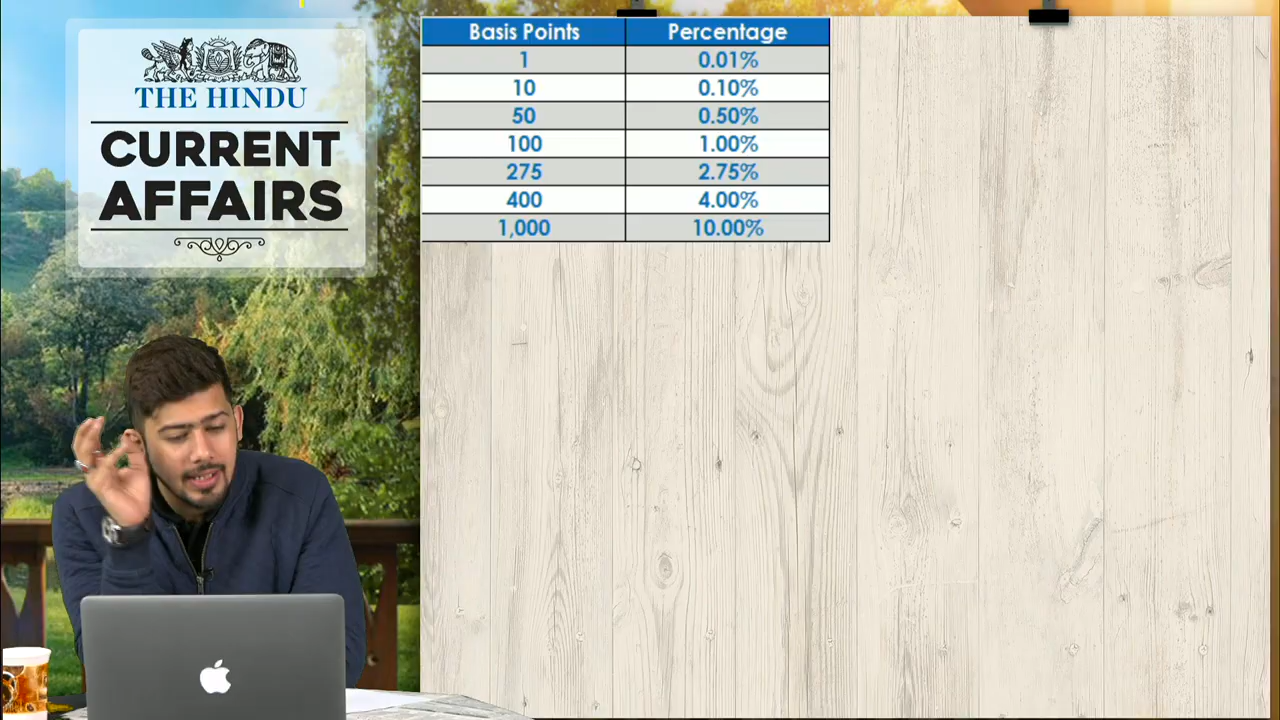 THE HINDU
CURRENT
AFFAIRS
Basis Points Percentage
1 0.01%
10 0.10%
50 0.50%
100 1.00%
275 2.75%
400 4.00%
1,000 10.00%